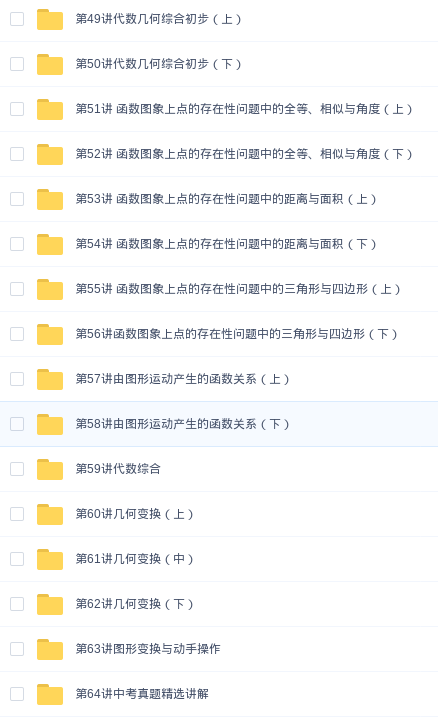 第49讲代数几何综合初步（上）
第50讲代数几何综合初步（下）
第51讲 函数图象上点的存在性问题中的全等、相似与角度（上）
第52讲 函数图象上点的存在性问题中的全等、相似与角度（下）
第53讲 函数图象上点的存在性问题中的距离与面积（上）
第54讲 函数图象上点的存在性问题中的距离与面积（下）
第55讲 函数图象上点的存在性问题中的三角形与四边形（上）
第56讲函数图象上点的存在性问题中的三角形与四边形（下）
第57讲由图形运动产生的函数关系（上）
第58讲由图形运动产生的函数关系（下）
第59讲代数综合
第60讲几何变换（上）
第61讲几何变换（中）
第62讲几何变换（下）
第63讲图形变换与动手操作
第64讲中考真题精选讲解